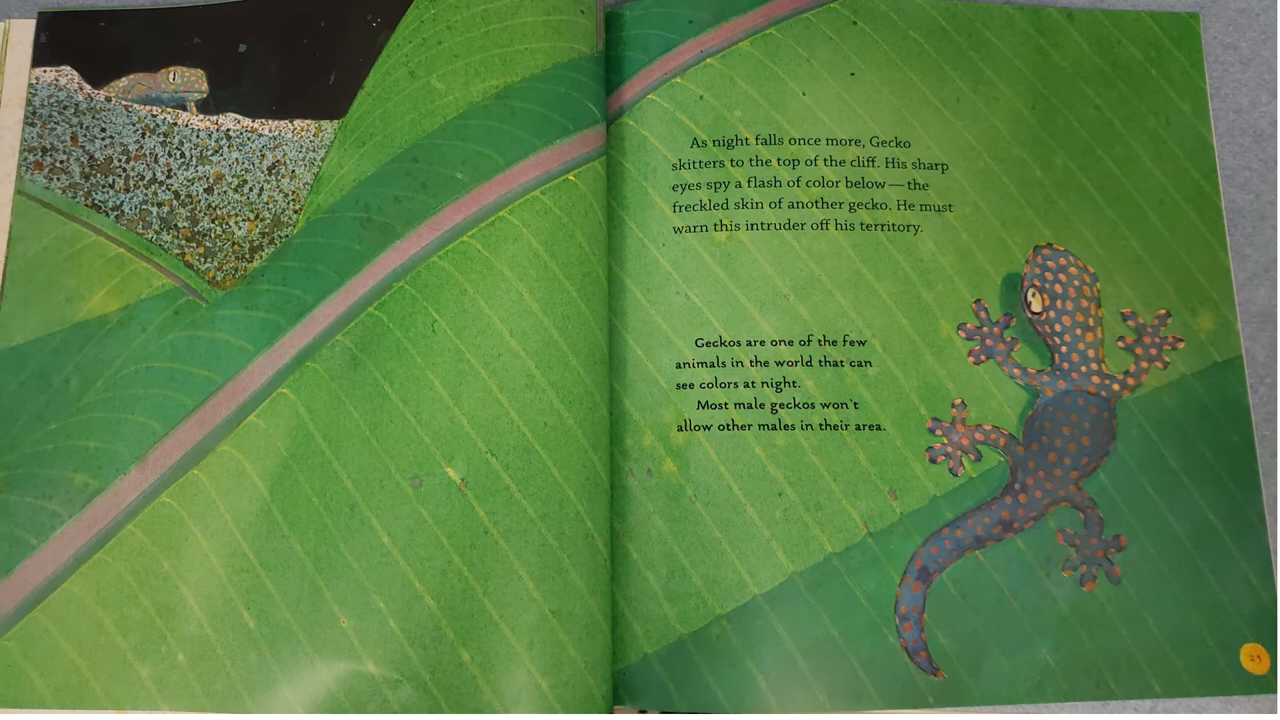 As night falls once more, Gecko
skitters to the top of the cliff. His sharp
eyes spy a flash of color below—the
freckled skin of another gecko. He must
warn this intruder off his territory.
Geckos are one of the few
animals in the world that can
see colors at night.
Most male geckos won't
allow other males in their area.
25